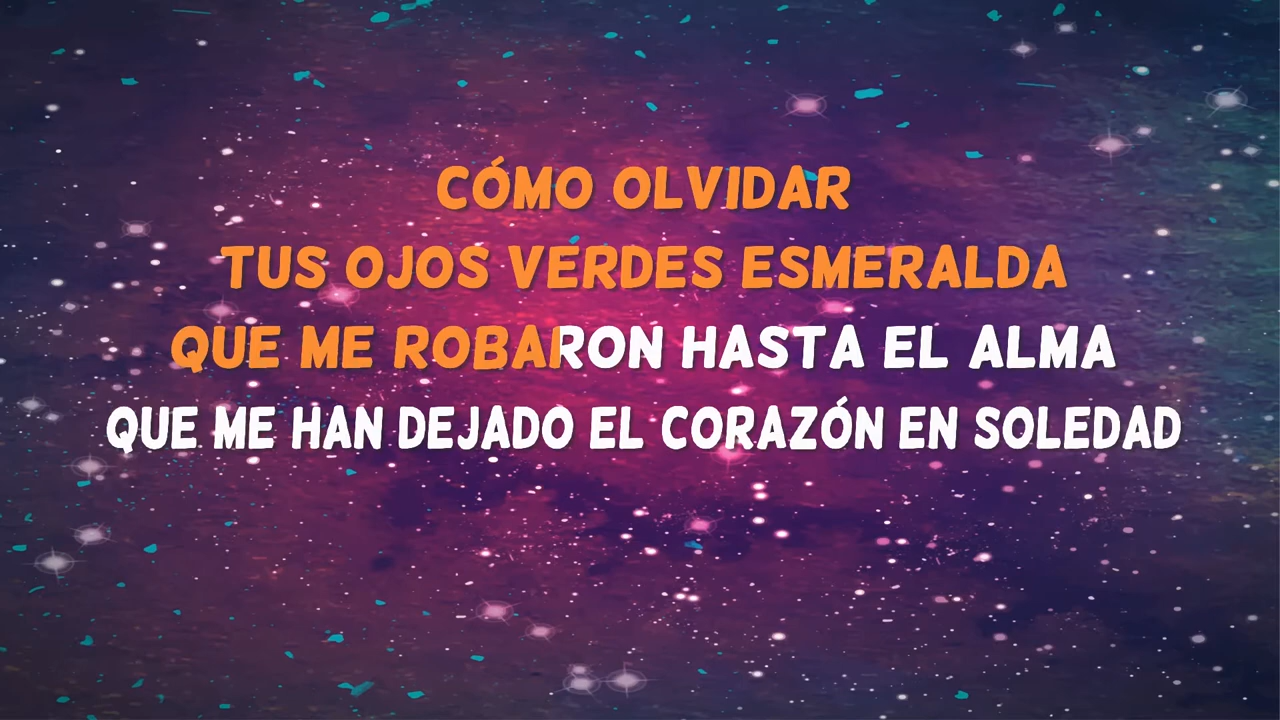 CÓMO OLVIDAR
TUS OJOS VERDES ESMERALDA
QUE ME ROBARON HASTA EL ALMA
QUE ME HAN DEJADO EL CORAZÓN EN SOLEDAD